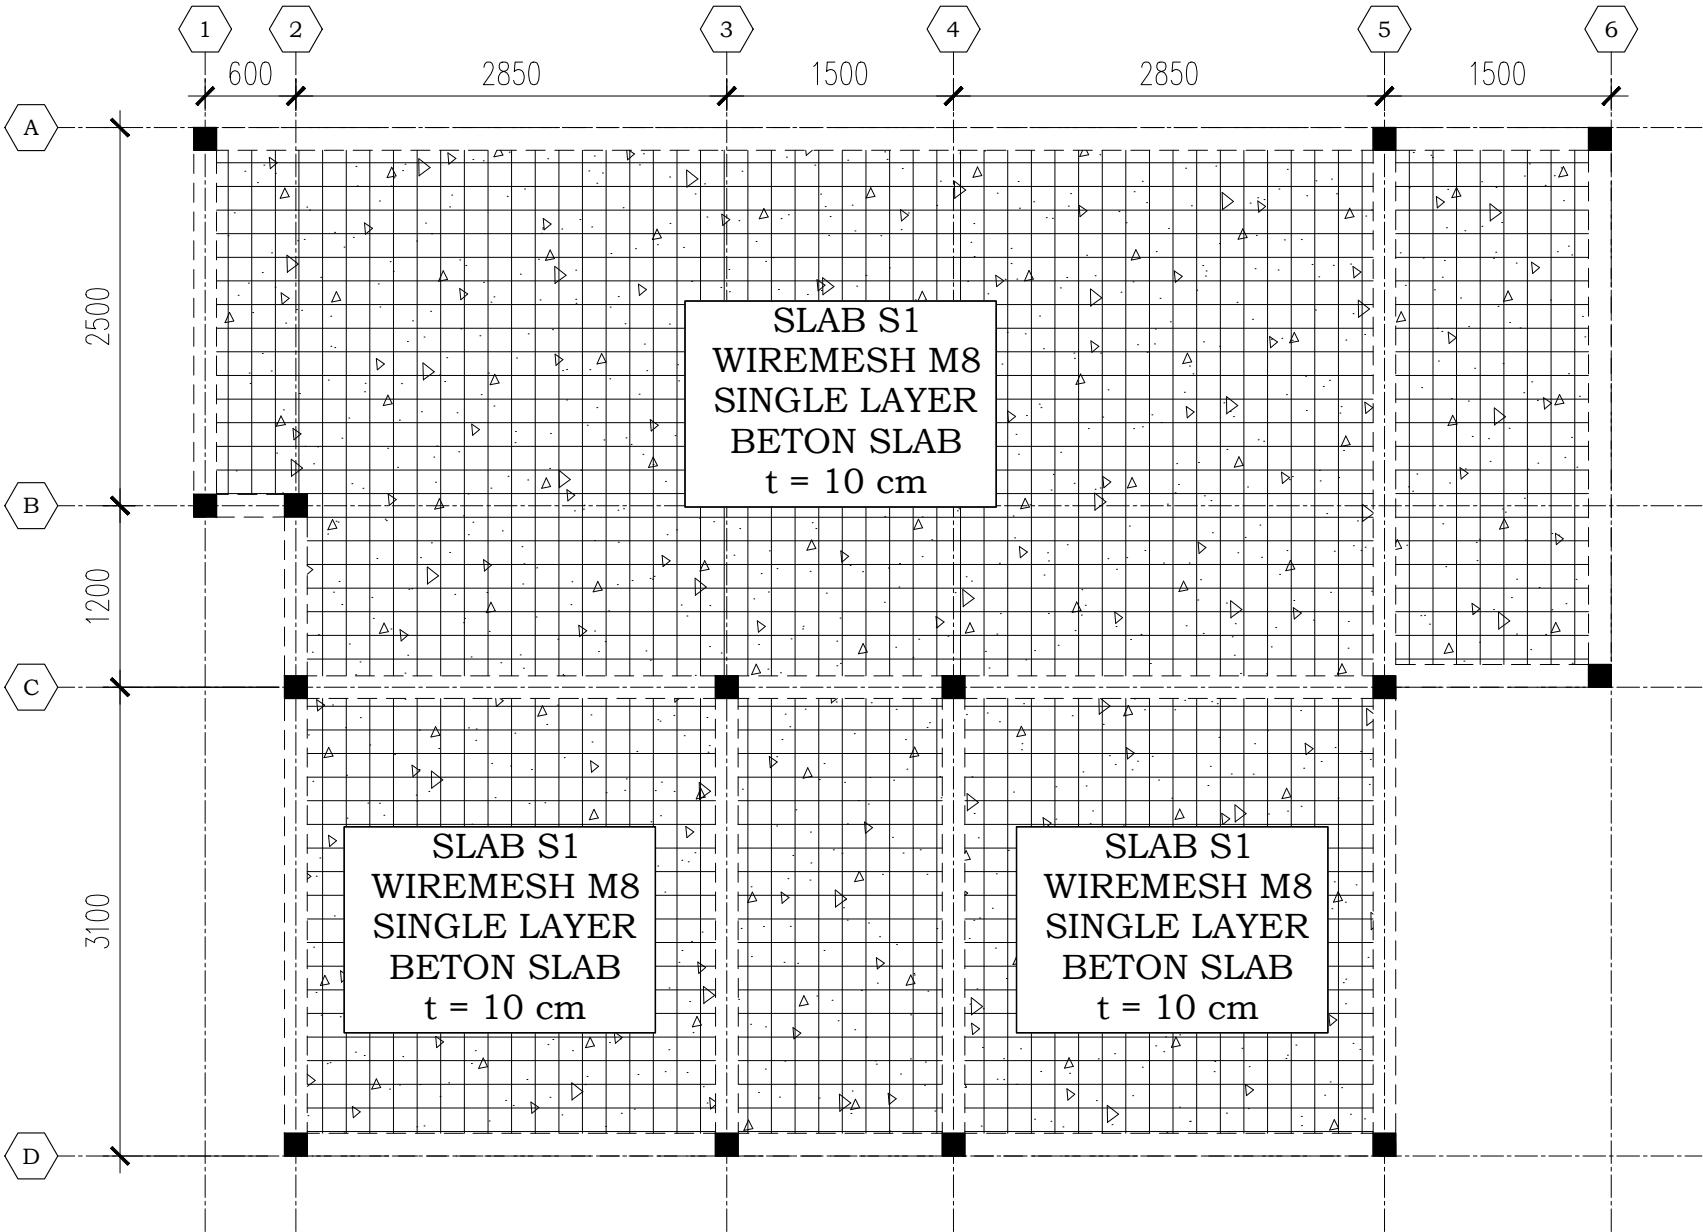 1 2 3 4 5 6
600 2850 1500 2850 1500
A
2500
SLAB S1
WIREMESH M8
SINGLE LAYER
BETON SLAB
t = 10 cm
B
1200
C
3100
SLAB S1
WIREMESH M8
SINGLE LAYER
BETON SLAB
t = 10 cm
SLAB S1
WIREMESH M8
SINGLE LAYER
BETON SLAB
t = 10 cm
D